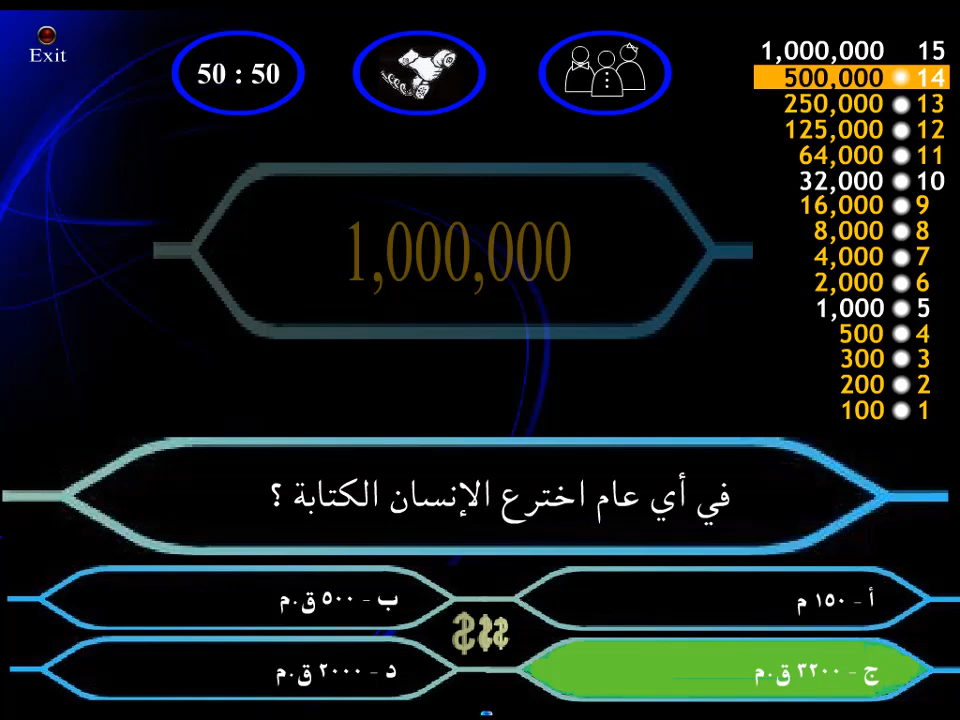 Exit
50 : 50
1,000,000 15
500,000 14
250,000 13
125,000 12
64,000 11
32,000 10
16,000 9
8,000 8
4,000 7
2,000 6
1,000 5
500 4
300 3
200 2
100 1
1,000,000
في أي عام اخترع الإنسان الكتابة ؟
أ - ١٥٠ م
ب - ٥٠٠ ق.م
ج - ٣٢٠٠ ق.م
د - ٢٠٠٠ ق.م
$$$